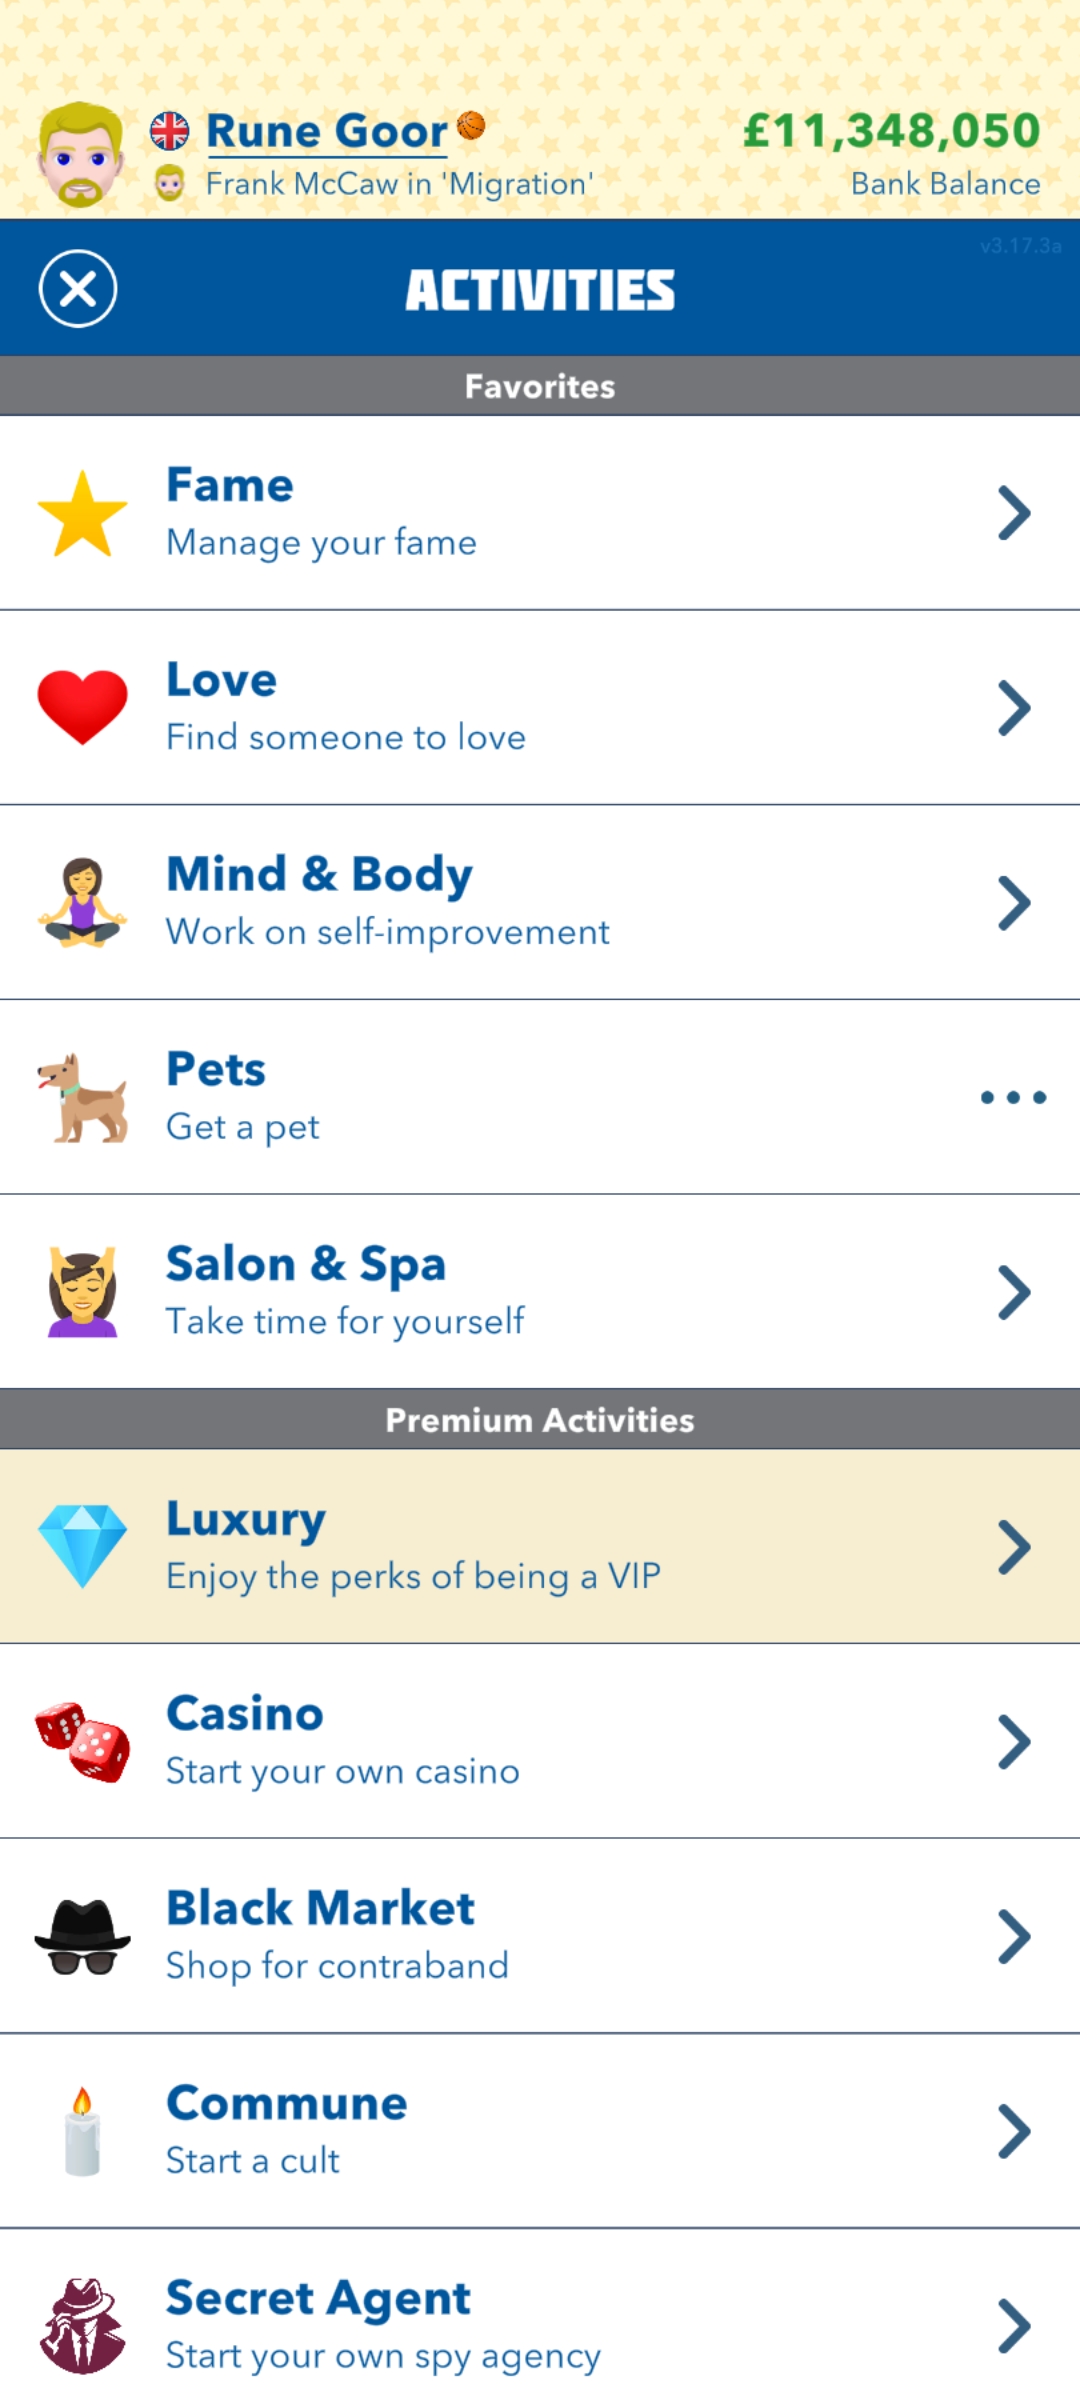 Rune Goor
£11,348,050
Frank McCaw in 'Migration'
Bank Balance
v3.17.3a
ACTIVITIES
Favorites
Fame
Manage your fame
Love
Find someone to love
Mind & Body
Work on self-improvement
Pets
Get a pet
Salon & Spa
Take time for yourself
Premium Activities
Luxury
Enjoy the perks of being a VIP
Casino
Start your own casino
Black Market
Shop for contraband
Commune
Start a cult
Secret Agent
Start your own spy agency